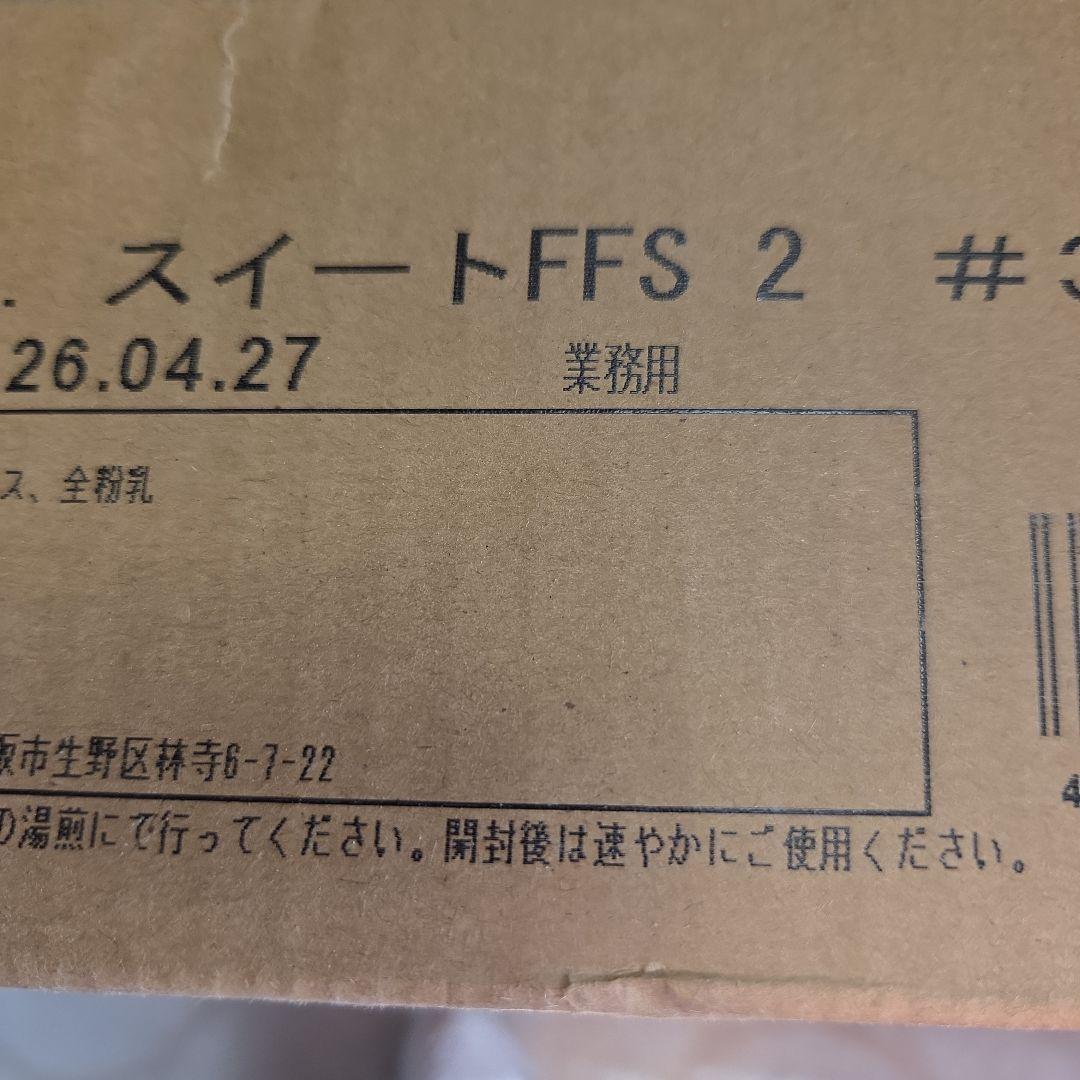 . スイートFFS 2 #3
26.04.27 業務用
ス、全粉乳
阪市生野区林寺6-7-22
の湯煎にて行ってください。開封後は速やかにご使用ください。
4